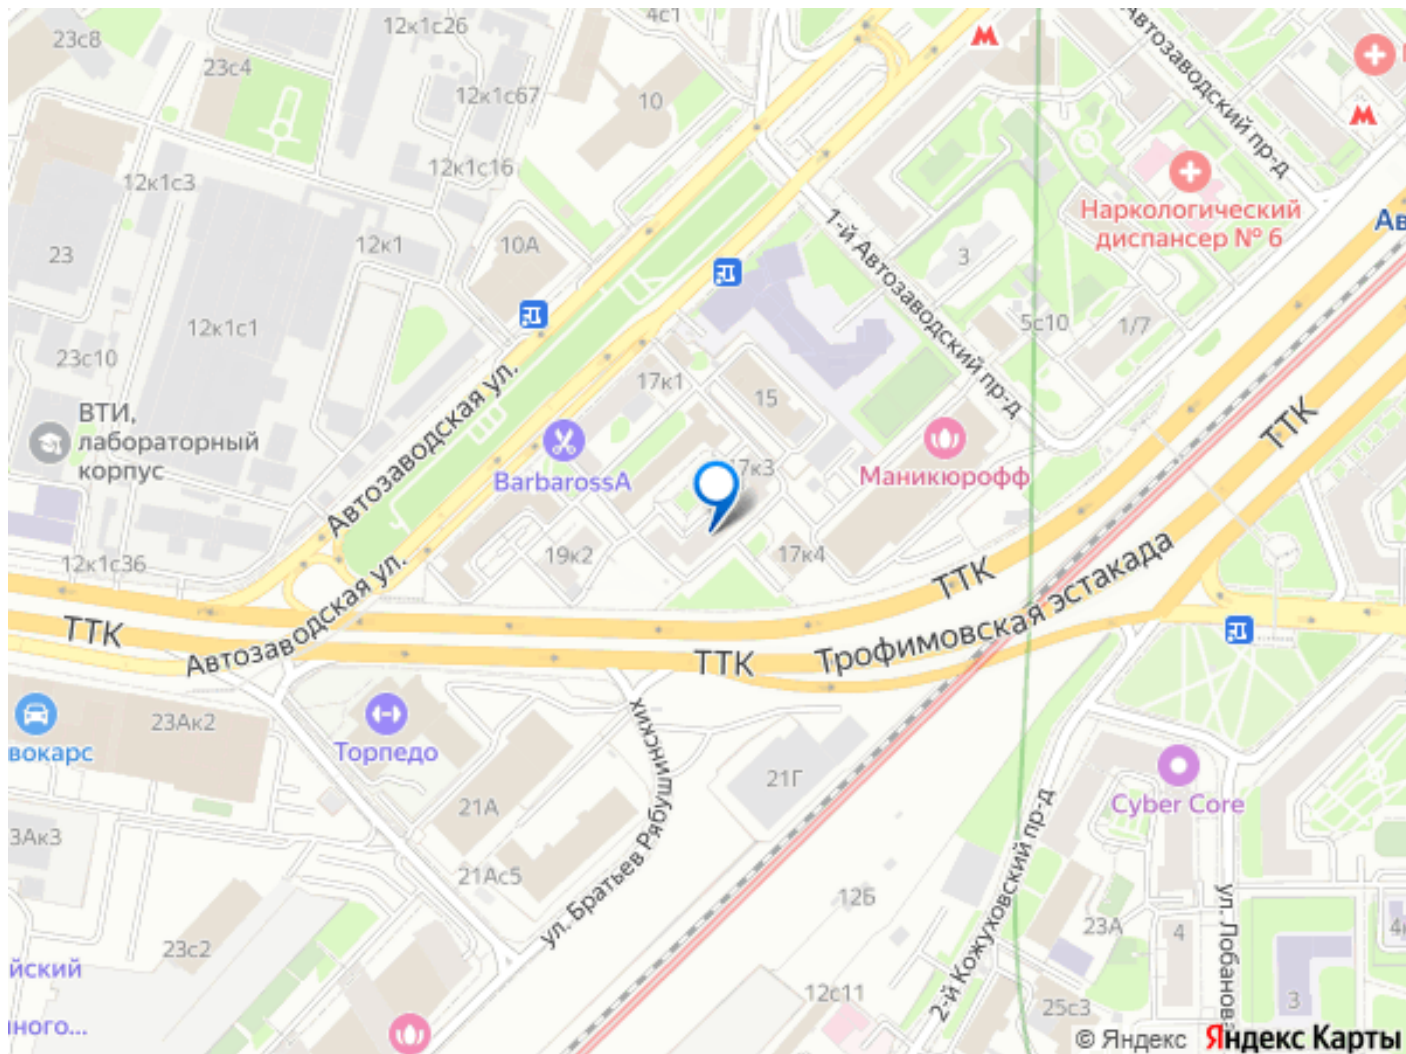 4с1
12к1с26
23с8
23с4
12к1с67
10
Автозаводский пр-д
12к1с16
12к1с3
Наркологический
диспансер № 6
1-й Автозаводский пр-д
Ав
23
12к1
10А
3
12к1с1
5с10
1/7
23с10
17к1
15
ТТК
ВТИ,
лабораторный
корпус
Автозаводская ул.
BarbarossA
17к3
Маникюрофф
12к1с36
Автозаводская ул.
19к2
17к4
ТТК
Трофимовская эстакада
ТТК
ТТК
23Ак2
вокарс
Торпедо
ул. Братьев Рябушинских
21Г
21А
Cyber Core
3Ак3
21Ас5
2-й Кожуховский пр-д
12Б
ул. Лобанова
23А
4
4к
23с2
йский
12с11
25с3
3
нного...
© Яндекс
Яндекс Карты